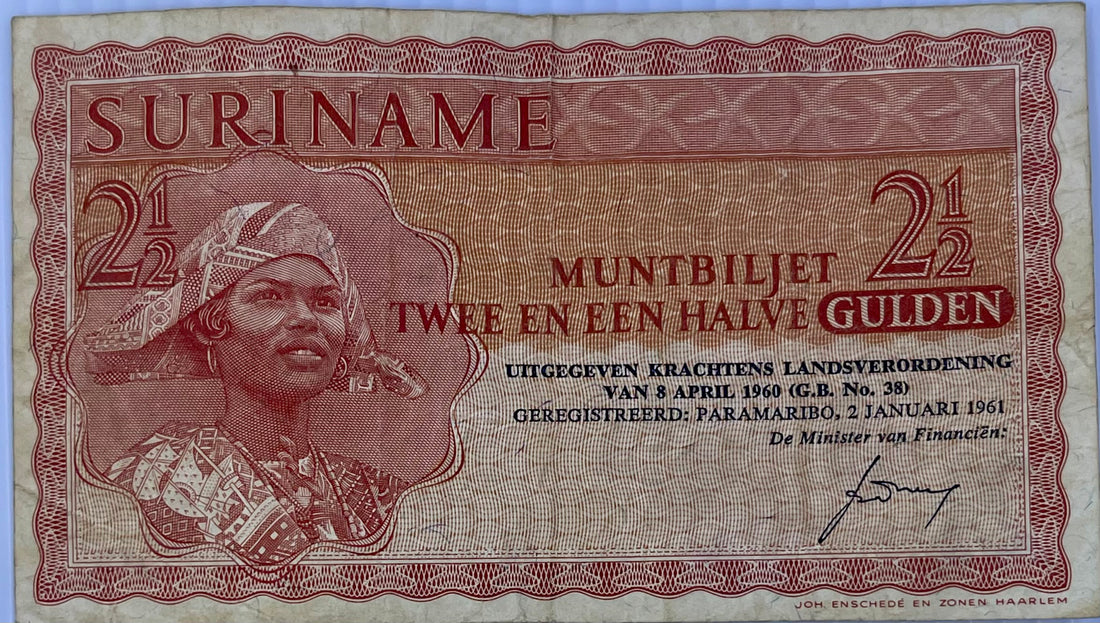 SURINAME
2½
2½
MUNTBILJET
TWEE EN EEN HALVE GULDEN
UITGEGEVEN KRACHTENS LANDSVERORDENING
VAN 8 APRIL 1960 (G.B. No. 38)
GEREGISTREERD: PARAMARIBO, 2 JANUARI 1961
De Minister van Financiën:
JOH. ENSCHEDÉ EN ZONEN HAARLEM